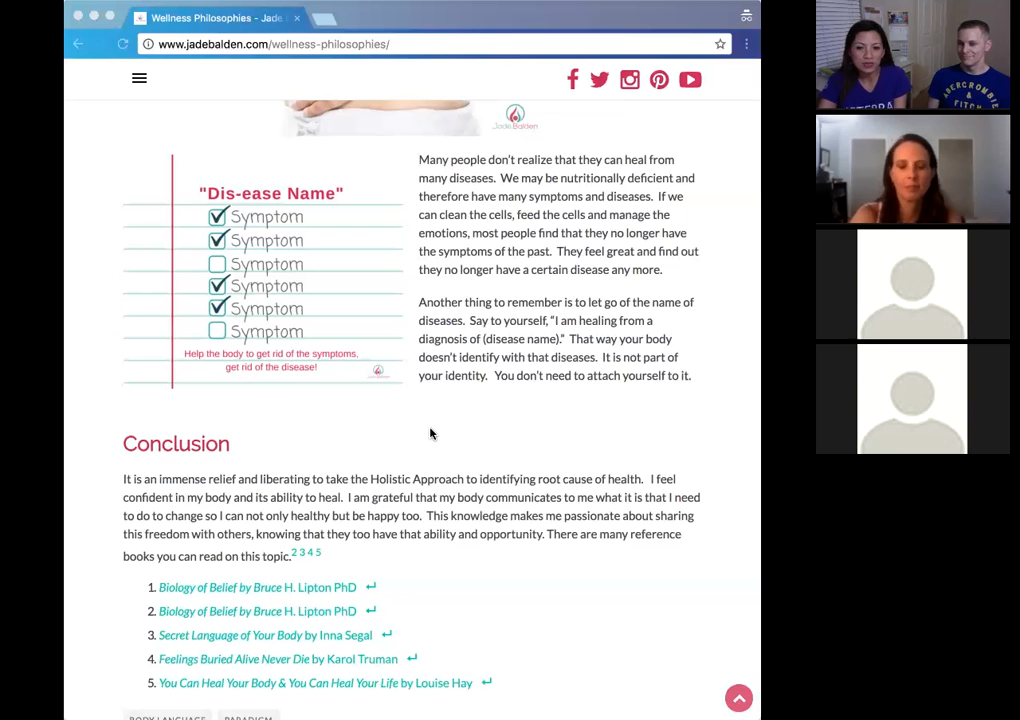 Wellness Philosophies - Jade
www.jadebalden.com/wellness-philosophies/
Jade Balden
"Dis-ease Name"
Symptom
Symptom
Symptom
Symptom
Symptom
Symptom
Help the body to get rid of the symptoms,
get rid of the disease!
Many people don't realize that they can heal from
many diseases. We may be nutritionally deficient and
therefore have many symptoms and diseases. If we
can clean the cells, feed the cells and manage the
emotions, most people find that they no longer have
the symptoms of the past. They feel great and find out
they no longer have a certain disease any more.
Another thing to remember is to let go of the name of
diseases. Say to yourself, “I am healing from a
diagnosis of (disease name).” That way your body
doesn't identify with that diseases. It is not part of
your identity. You don't need to attach yourself to it.
Conclusion
It is an immense relief and liberating to take the Holistic Approach to identifying root cause of health. I feel
confident in my body and its ability to heal. I am grateful that my body communicates to me what it is that I need
to do to change so I can not only healthy but be happy too. This knowledge makes me passionate about sharing
this freedom with others, knowing that they too have that ability and opportunity. There are many reference
books you can read on this topic.2 3 4 5
1. Biology of Belief by Bruce H. Lipton PhD
2. Biology of Belief by Bruce H. Lipton PhD
3. Secret Language of Your Body by Inna Segal
4. Feelings Buried Alive Never Die by Karol Truman
5. You Can Heal Your Body & You Can Heal Your Life by Louise Hay
BODY LANGUAGE
PARADIGM
ABERCROMBIE
FITCH